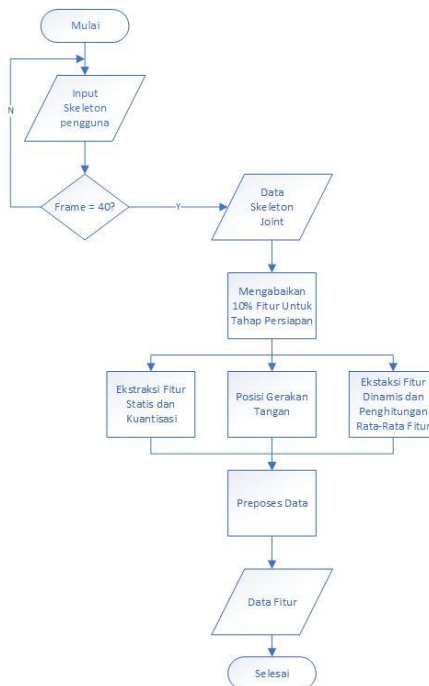 Mulai
Input
Skeleton
pengguna
N
Frame = 40?
Y
Data
Skeleton
Joint
Mengabaikan
10% Fitur Untuk
Tahap Persiapan
Ekstraksi Fitur
Statis dan
Kuantisasi
Posisi Gerakan
Tangan
Ekstaksi Fitur
Dinamis dan
Penghitungan
Rata-Rata Fitur
Preposes Data
Data Fitur
Selesai